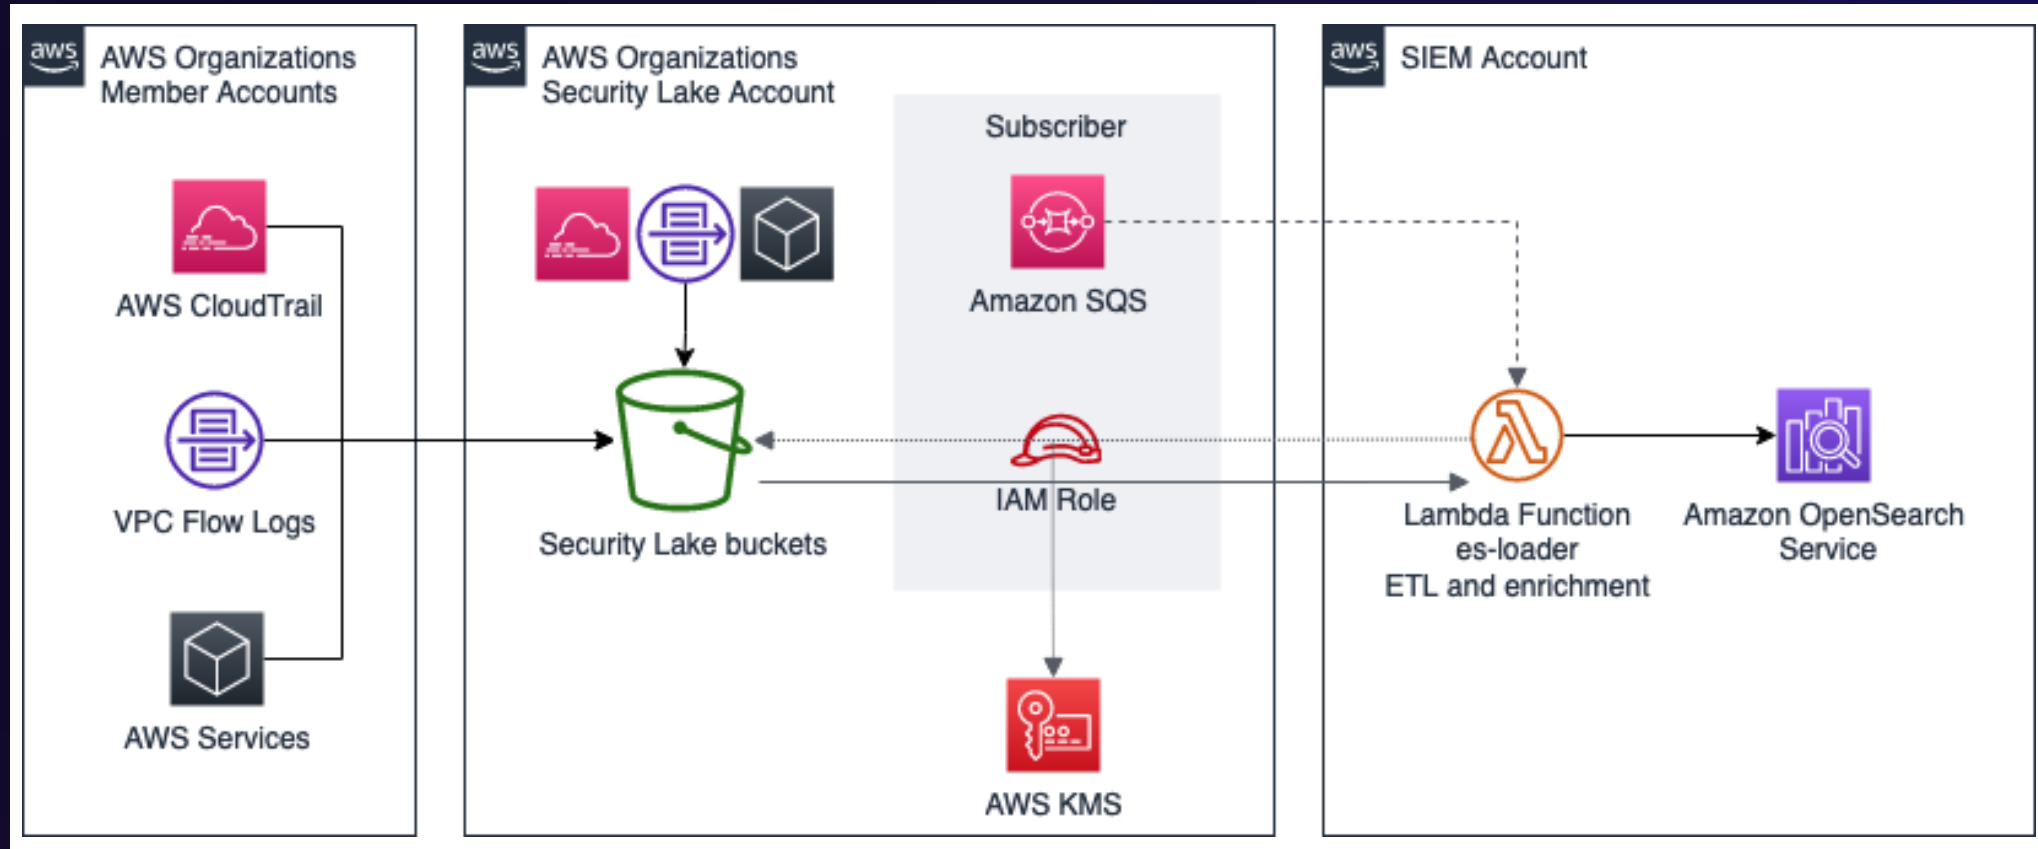 aws
AWS Organizations
Member Accounts
AWS CloudTrail
VPC Flow Logs
AWS Services
aws
AWS Organizations
Security Lake Account
Security Lake buckets
Subscriber
Amazon SQS
IAM Role
AWS KMS
aws
SIEM Account
Lambda Function
es-loader
ETL and enrichment
Amazon OpenSearch
Service